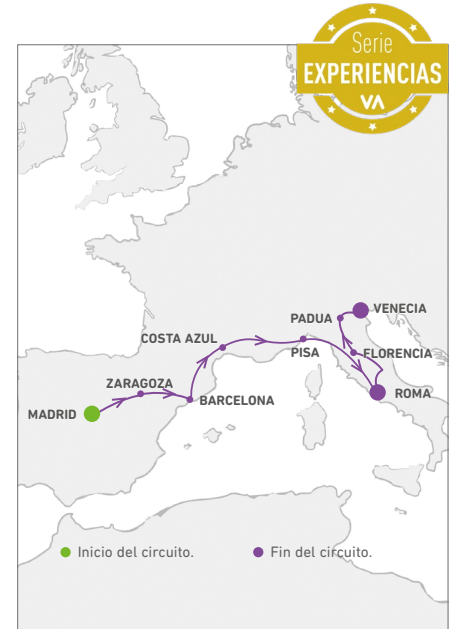 Serie
EXPERIENCIAS
VA
VENECIA
PADUA
COSTA AZUL
PISA
FLORENCIA
ZARAGOZA
BARCELONA
ROMA
MADRID
Inicio del circuito.
Fin del circuito.